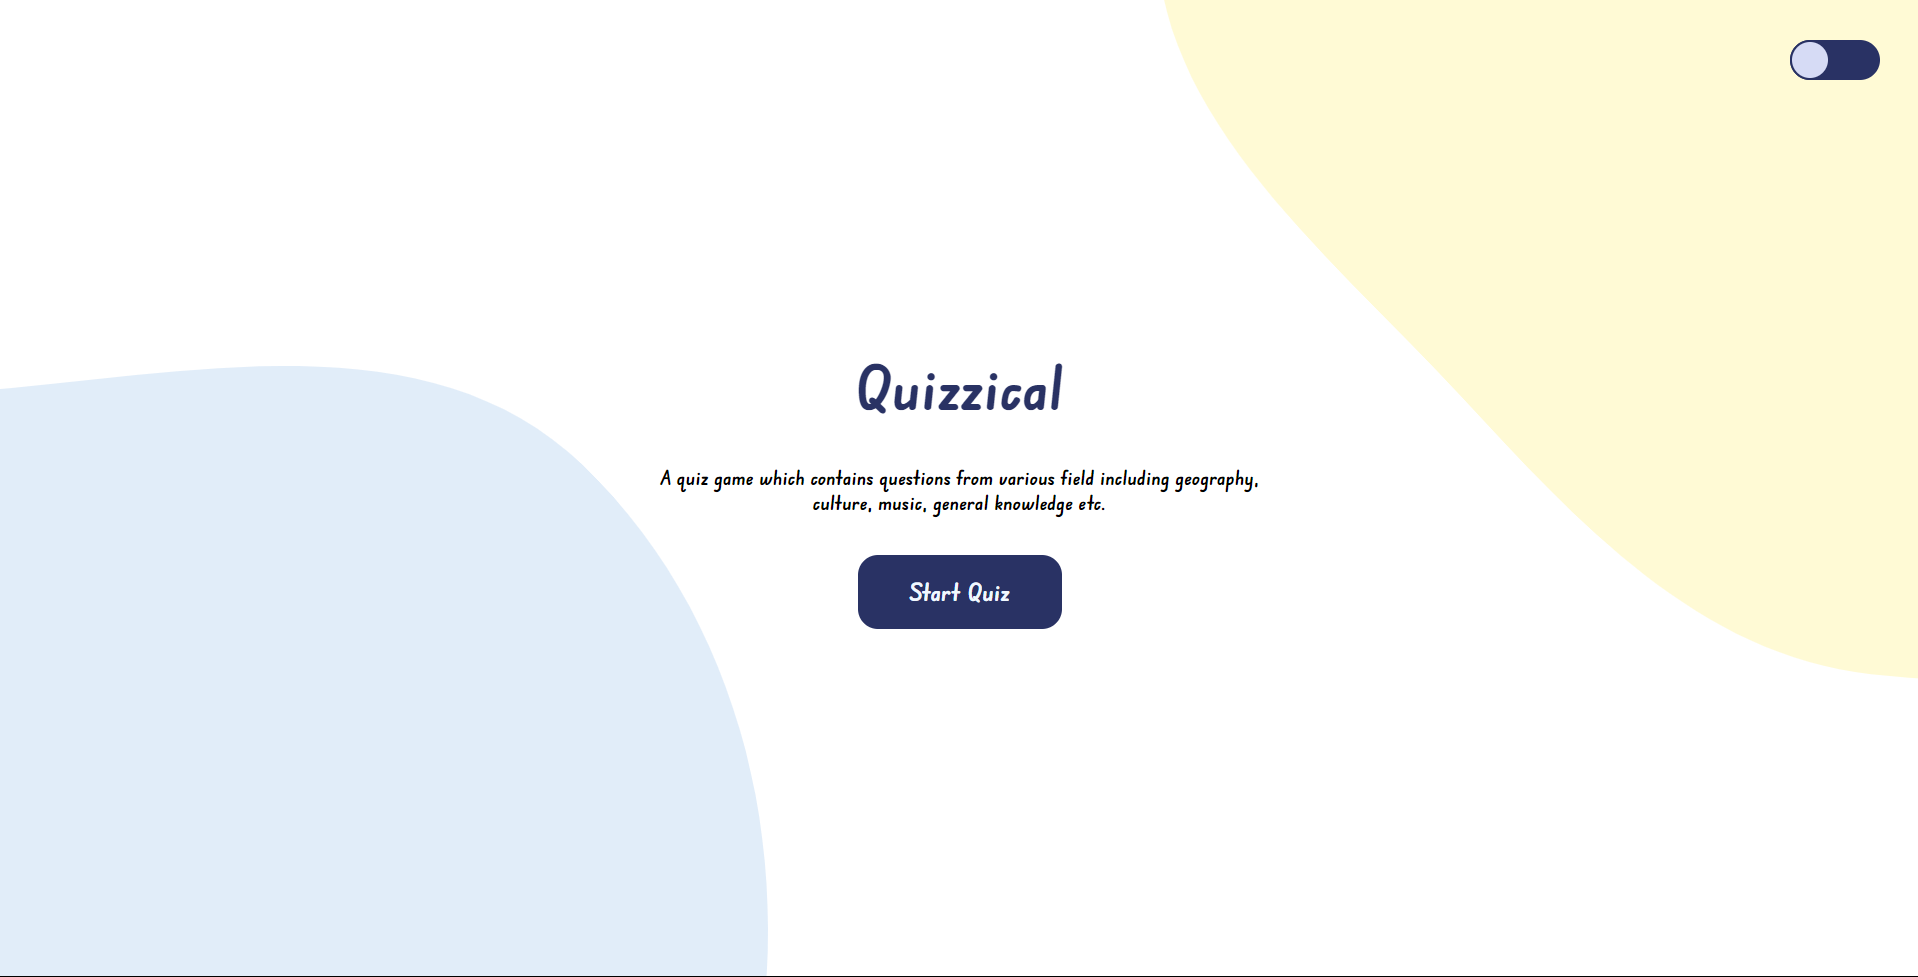 Quizzical
A quiz game which contains questions from various field including geography,
culture, music, general knowledge etc.
Start Quiz